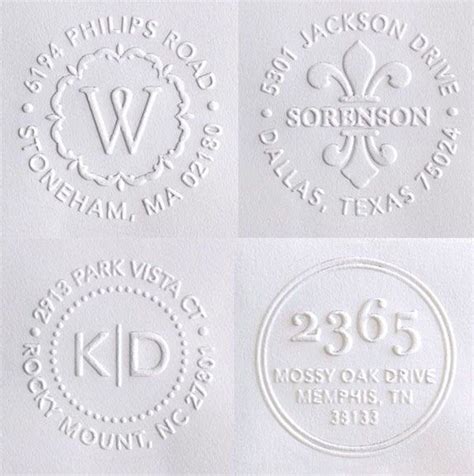 6194 PHILIPS ROAD
W
STONEHAM, MA 02180
5301 JACKSON DRIVE
SORENSON
DALLAS, TEXAS 75024
2913 PARK VISTA CT
K|D
ROCKY MOUNT, NC 27801
2365
MOSSY OAK DRIVE
MEMPHIS, TN
38133